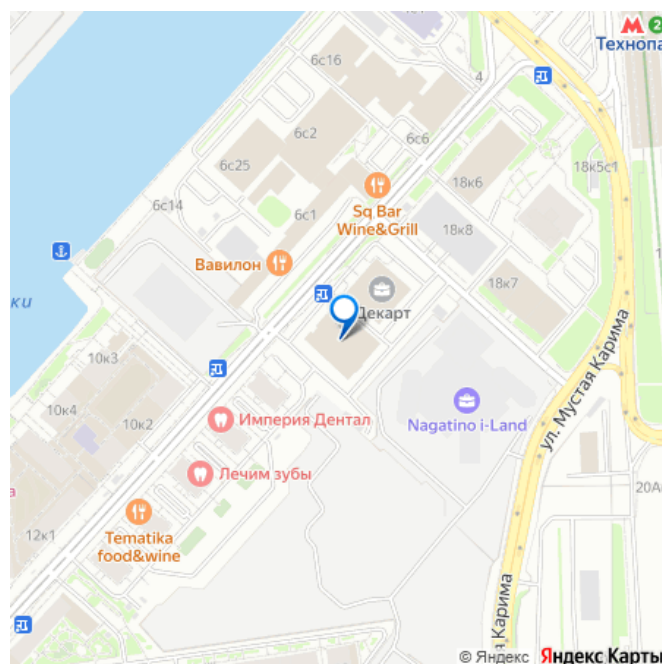 6с16
4
2
Технопа
6с2
6с6
6с25
18к5с1
18к6
6с14
Sq Bar
Wine&Grill
6с1
18к8
Вавилон
18к7
ки
Декарт
10к3
ул. Мустая Карима
10к4
10к2
Империя Дентал
Nagatino i-Land
Лечим зубы
а
20А
12к1
Tematika
food&wine
а Карима
© Яндекс Яндекс Карты